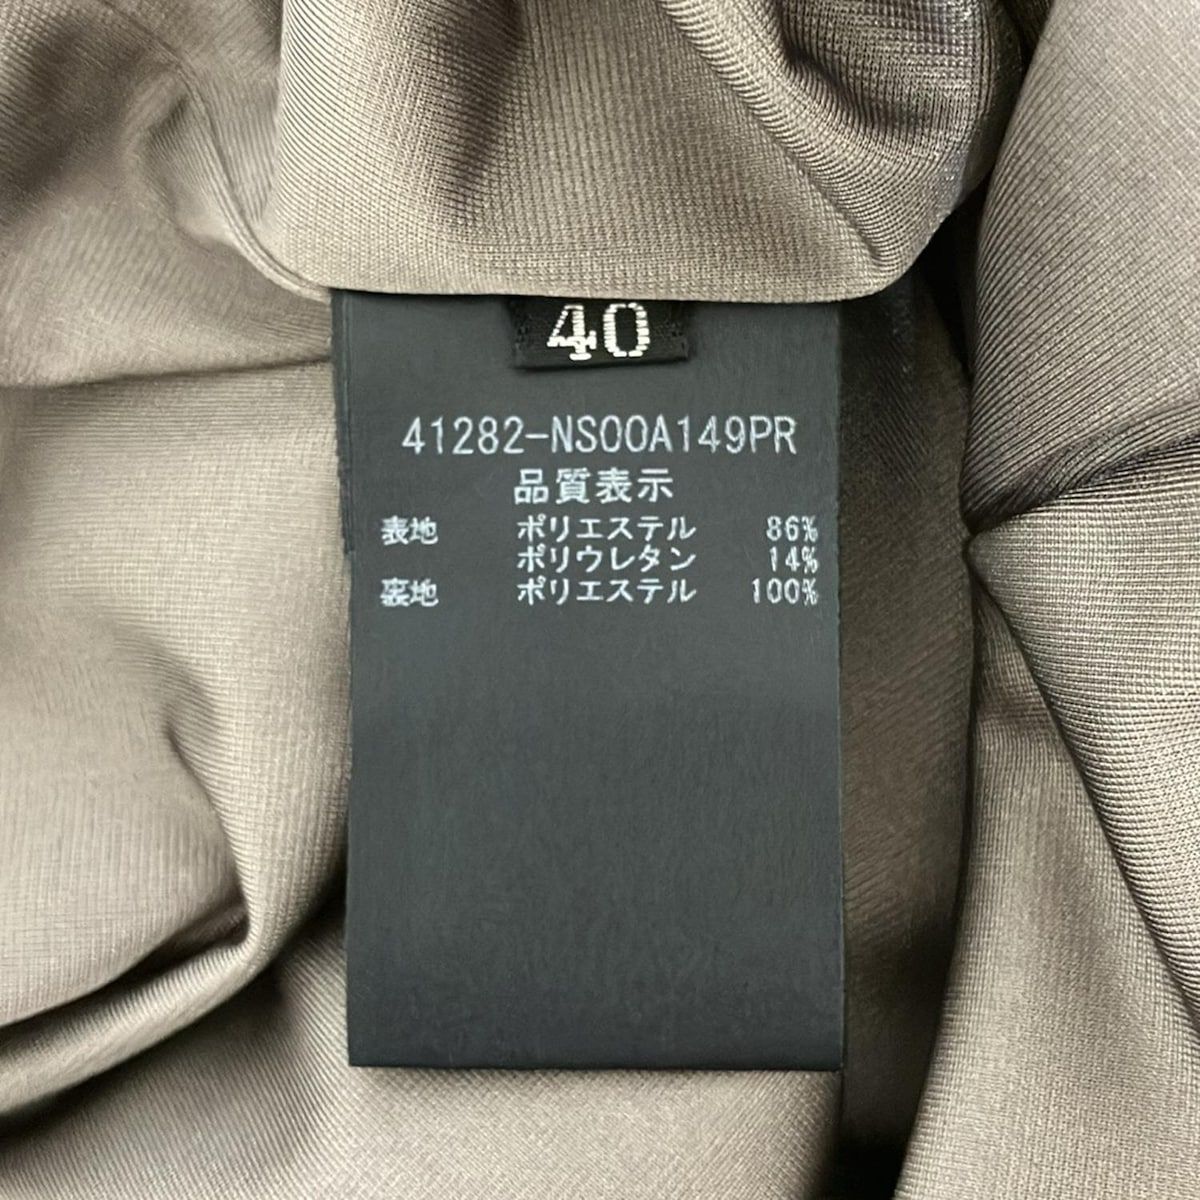 40
41282-NS00A149PR
品質表示
表地 ポリエステル 86%
ポリウレタン 14%
裏地 ポリエステル 100%